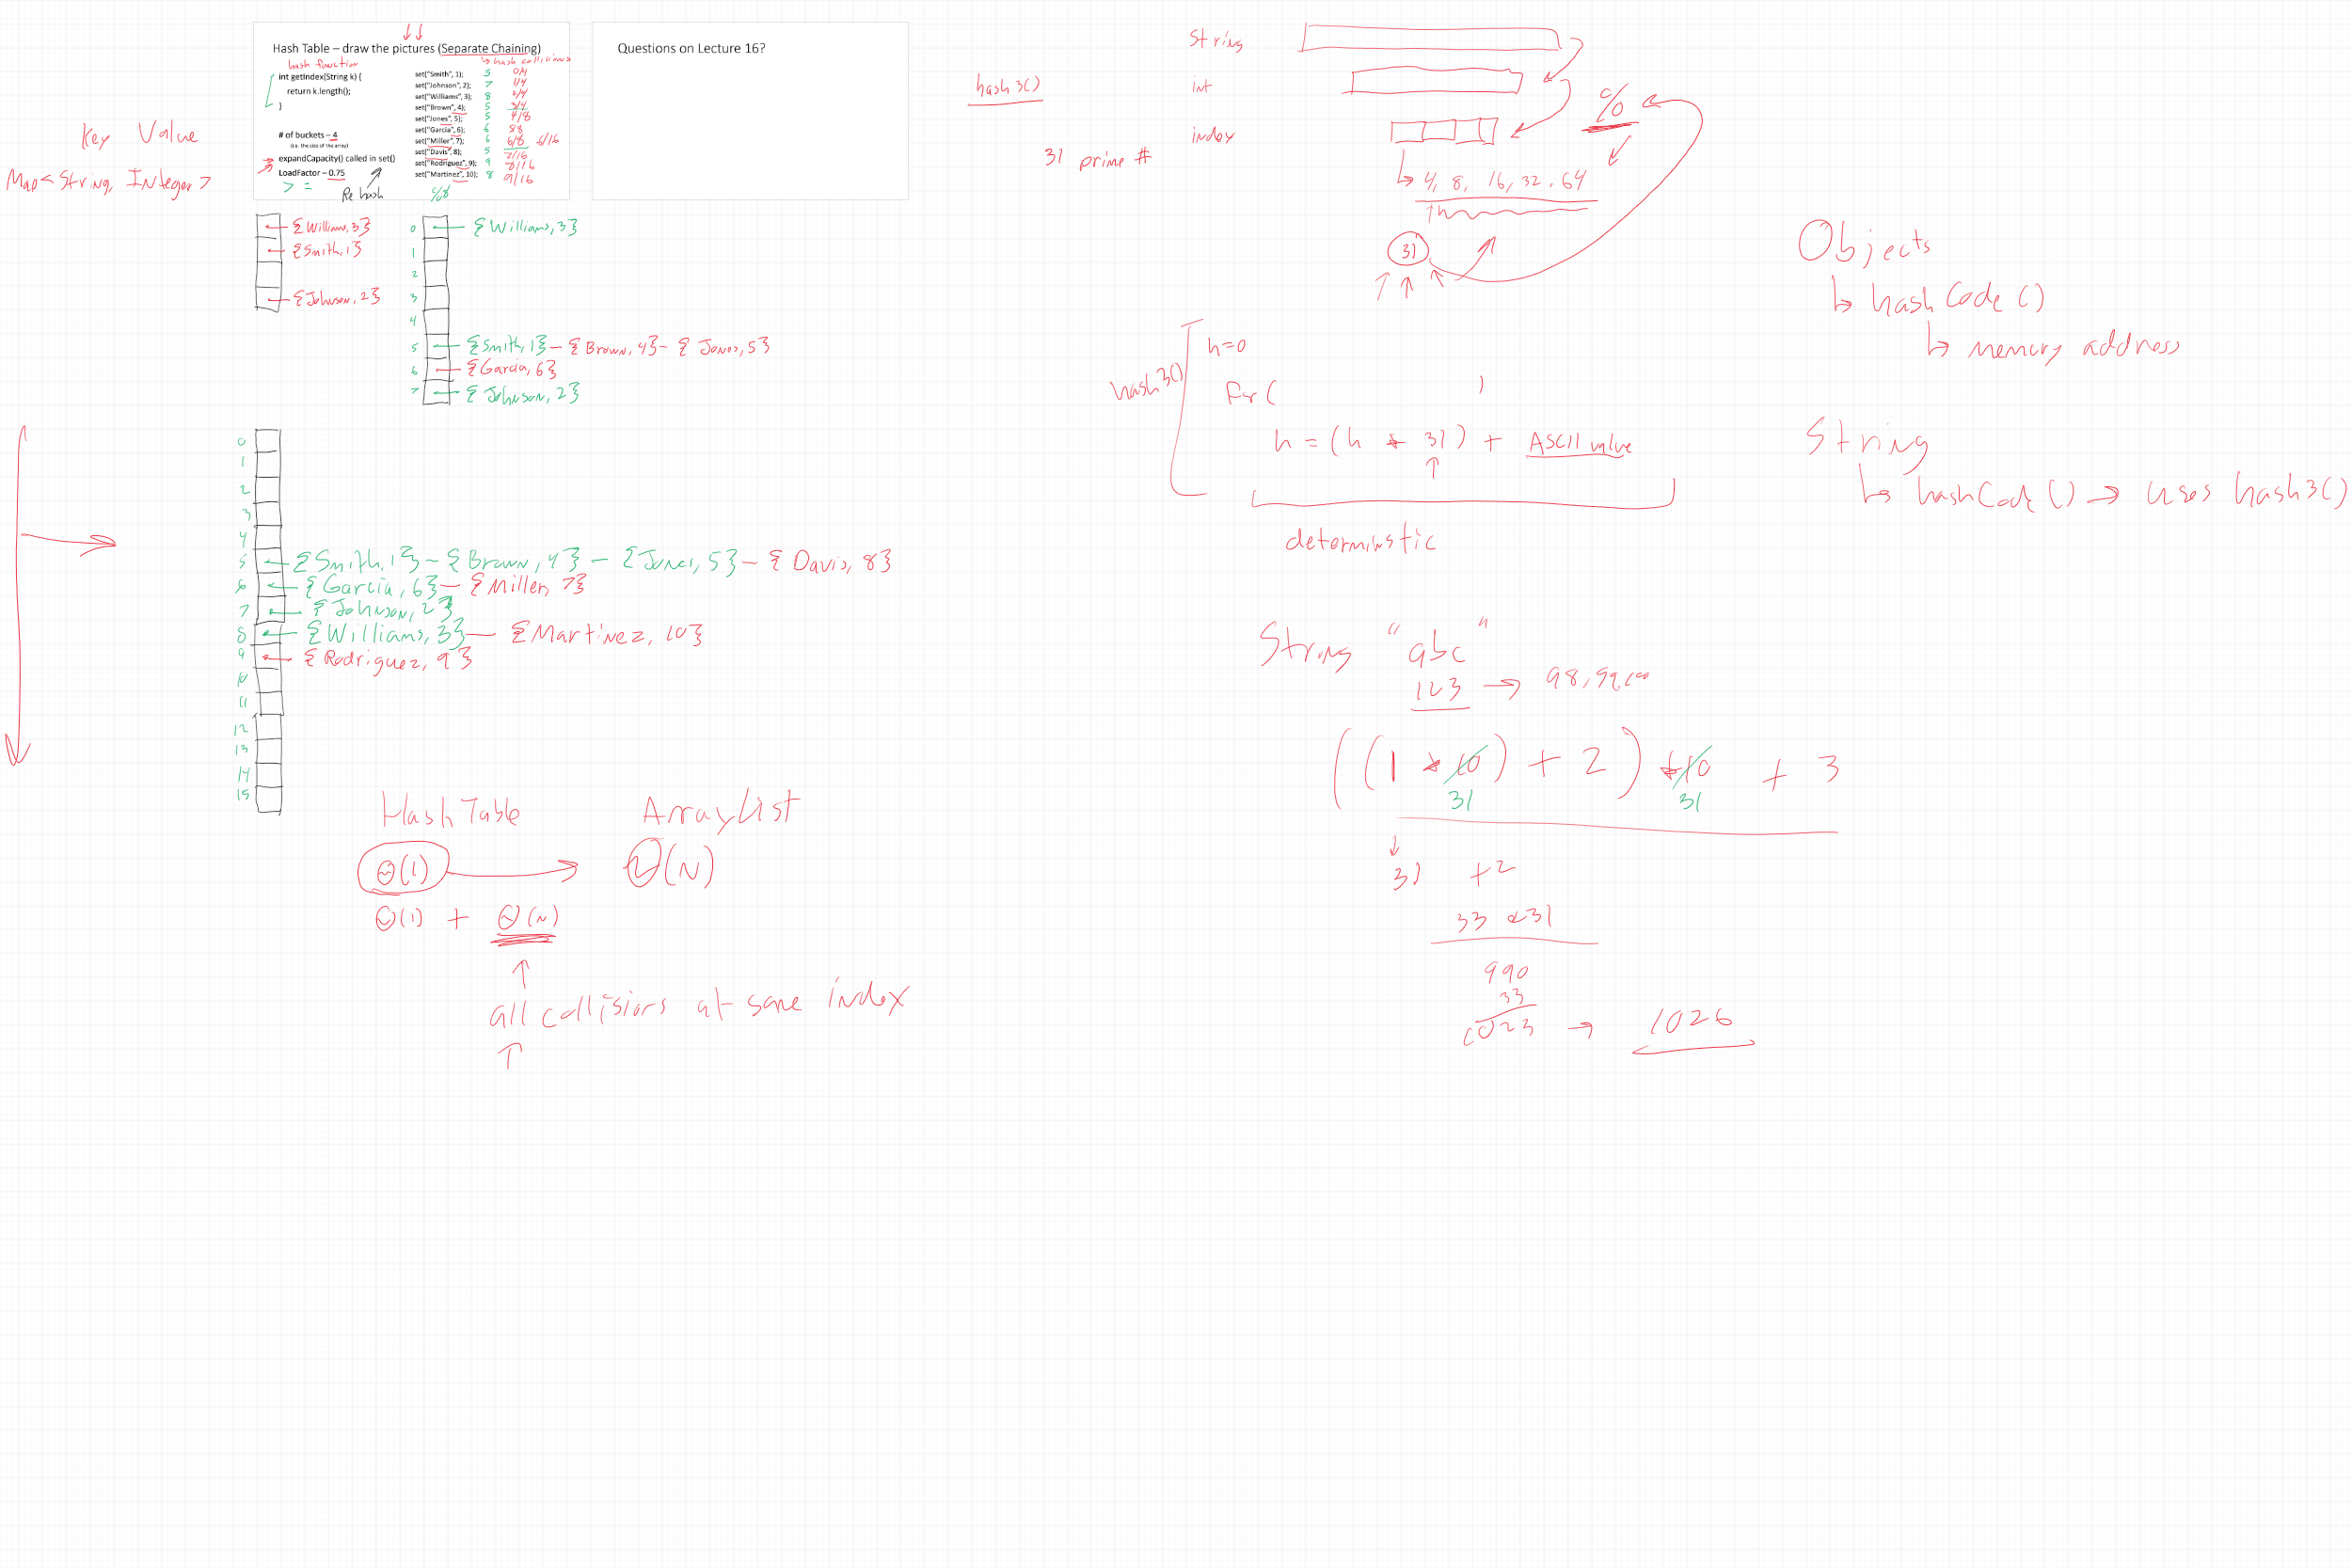 Hash Table – draw the pictures (Separate Chaining)
hash function
↳ hash collisions
int getIndex(String k) {
return k.length();
}
# of buckets – 4
(i.e. the size of the array)
expandCapacity() called in set()
LoadFactor – 0.75
> =
Rehash
set("Smith", 1); 5 0/4
set("Johnson", 2); 7 1/4
set("Williams", 3); 8 2/4
set("Brown", 4); 5 3/4
set("Jones", 5); 5 4/8
set("Garcia", 6); 6 5/8
set("Miller", 7); 6 6/8 6/16
set("Davis", 8); 5 7/16
set("Rodriguez", 9); 9 8/16
set("Martinez", 10); 8 9/16
%8
Questions on Lecture 16?
Key Value
Map<String, Integer>
{Williams, 3}
{Smith, 1}
{Johnson, 2}
0 {Williams, 3}
1
2
3
4
5 {Smith, 1} – {Brown, 4} – {Jones, 5}
6 {Garcia, 6}
7 {Johnson, 2}
0
1
2
3
4
5 {Smith, 1} – {Brown, 4} – {Jones, 5} – {Davis, 8}
6 {Garcia, 6} – {Miller, 7}
7 {Johnson, 2}
8 {Williams, 3} – {Martinez, 10}
9 {Rodriguez, 9}
10
11
12
13
14
15
HashTable ArrayList
Θ(1) → Θ(N)
Θ(1) + Θ(N)
↑
all collisions at same index
↑
String
hash3() int
index
%
31 prime #
↳ 4, 8, 16, 32, 64
31
hash3()
h=0
For ( )
h = (h * 31) + ASCII value
↑
deterministic
String "abc"
123 → 98, 99, 100
((1 * 10) + 2) * 10 + 3
31 31
31 + 2
33 * 31
990
33
1023 → 1026
Objects
↳ hashCode()
↳ memory address
String
↳ hashCode() → uses hash3()